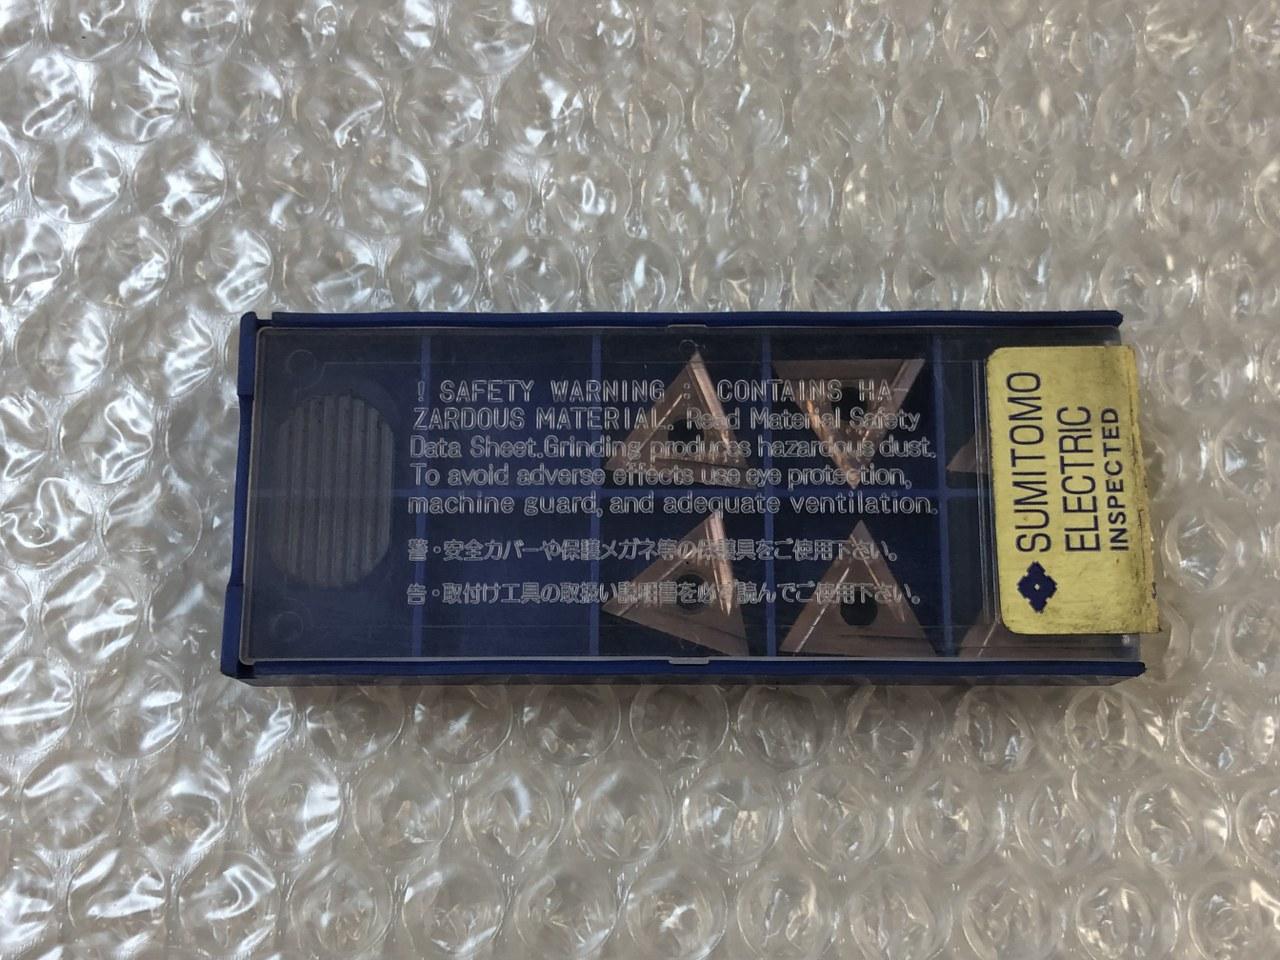 ! SAFETY WARNING : CONTAINS HA-
ZARDOUS MATERIAL. Read Material Safety
Data Sheet.Grinding produces hazardous dust.
To avoid adverse effects use eye protection,
machine guard, and adequate ventilation.
警・安全カバーや保護メガネ等の保護具をご使用下さい。
告・取付け工具の取扱い説明書を必ず読んでご使用下さい。
SUMITOMO
ELECTRIC
INSPECTED